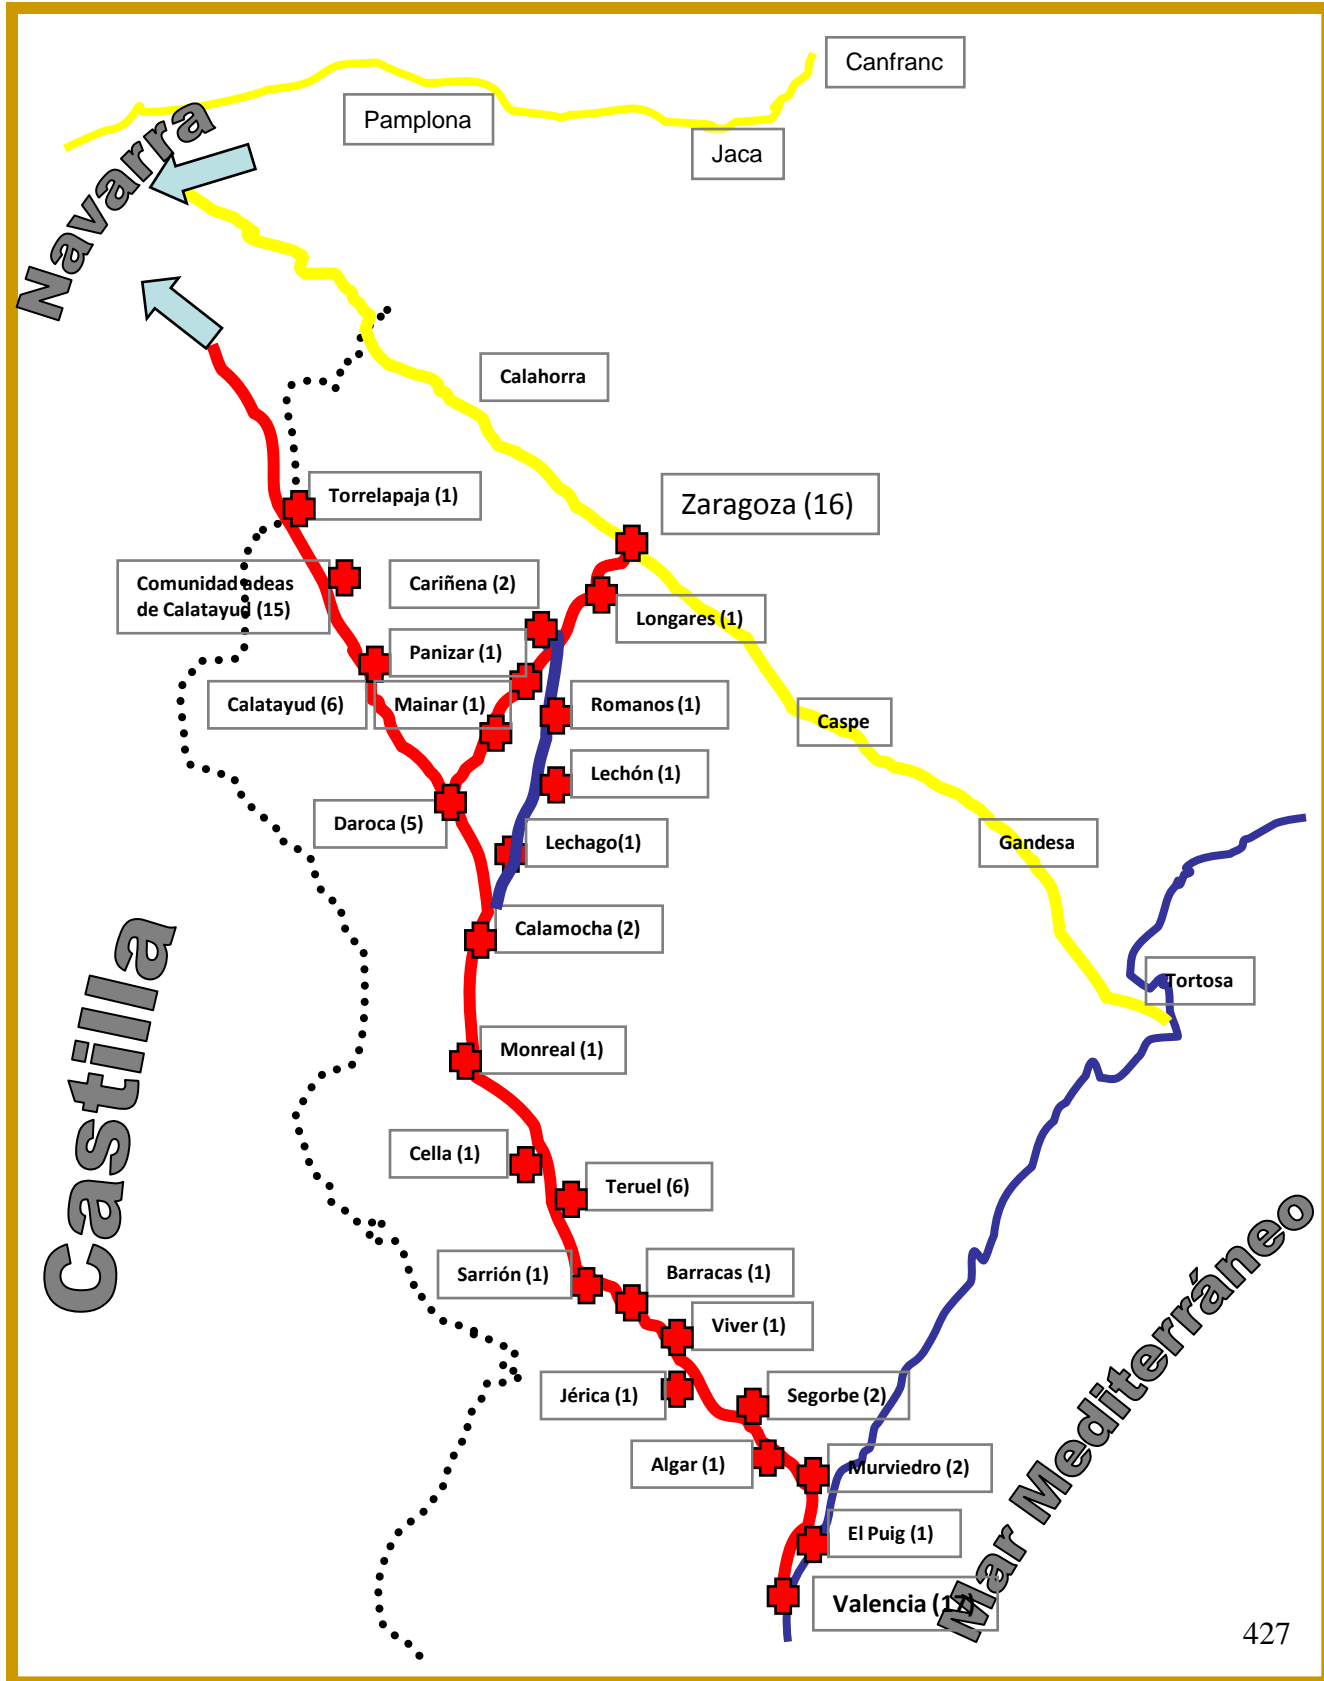 Canfranc
Pamplona
Jaca
Navarra
Calahorra
Torrelapaja (1)
Zaragoza (16)
Comunidad adeas
de Calatayud (15)
Cariñena (2)
Longares (1)
Panizar (1)
Calatayud (6)
Mainar (1)
Romanos (1)
Caspe
Lechón (1)
Daroca (5)
Lechago(1)
Gandesa
Calamocha (2)
Tortosa
Castilla
Monreal (1)
Cella (1)
Teruel (6)
Sarrión (1)
Barracas (1)
Viver (1)
Mar Mediterráneo
Jérica (1)
Segorbe (2)
Algar (1)
Murviedro (2)
El Puig (1)
Valencia (17)
427